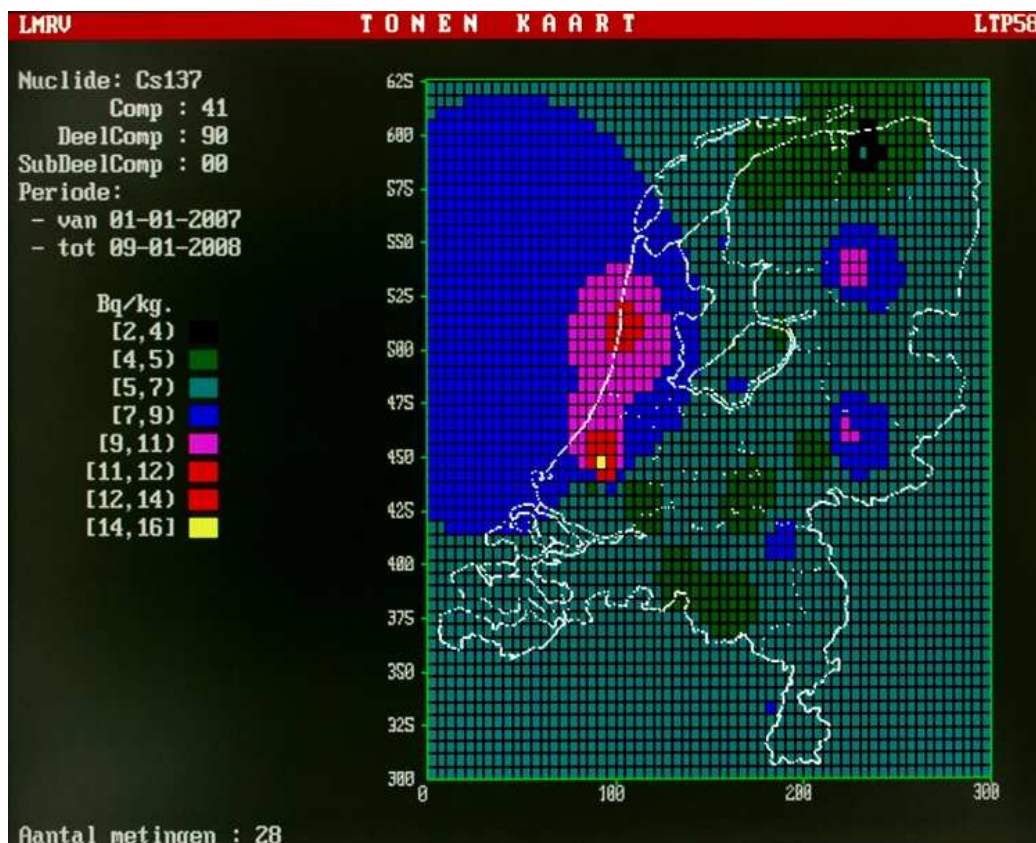 LMRV TONEN KAART LTP58
Nuclide: Cs137
Comp : 41
DeelComp : 90
SubDeelComp : 00
Periode:
- van 01-01-2007
- tot 09-01-2008
Bq/kg.
[2,4)
[4,5)
[5,7)
[7,9)
[9,11)
[11,12)
[12,14)
[14,16]
625
600
575
550
525
500
475
450
425
400
375
350
325
300
0 100 200 300
Aantal metingen : 28